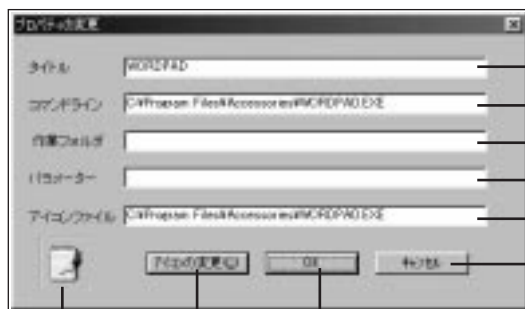 プロパティの変更
タイトル WORDPAD
コマンドライン C:¥Program Files¥Accessories¥WORDPAD.EXE
作業フォルダ
パラメーター
アイコンファイル C:¥Program Files¥Accessories¥WORDPAD.EXE
アイコンの変更(C) OK キャンセル